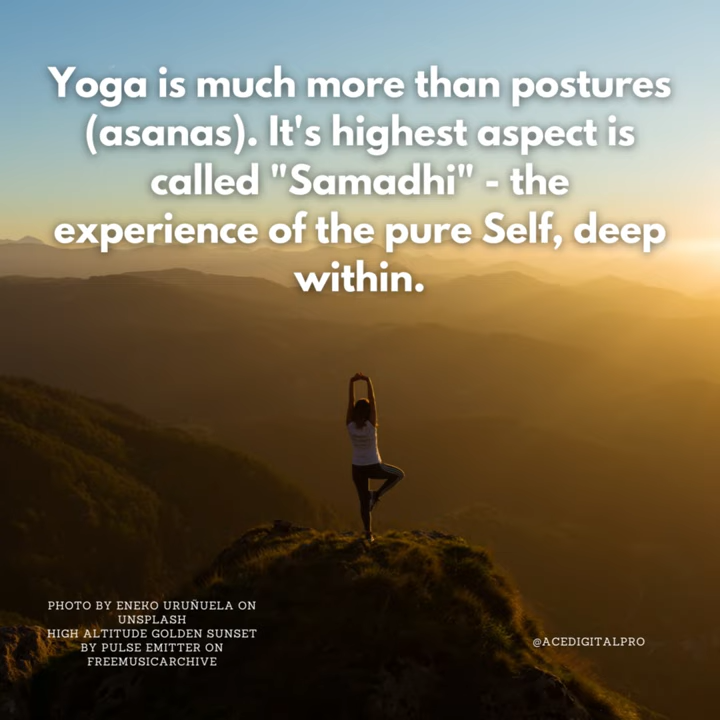 Yoga is much more than postures
(asanas). It's highest aspect is
called "Samadhi" - the
experience of the pure Self, deep
within.
PHOTO BY ENEKO URUÑUELA ON
UNSPLASH
HIGH ALTITUDE GOLDEN SUNSET
BY PULSE EMITTER ON
FREEMUSICARCHIVE
@ACEDIGITALPRO